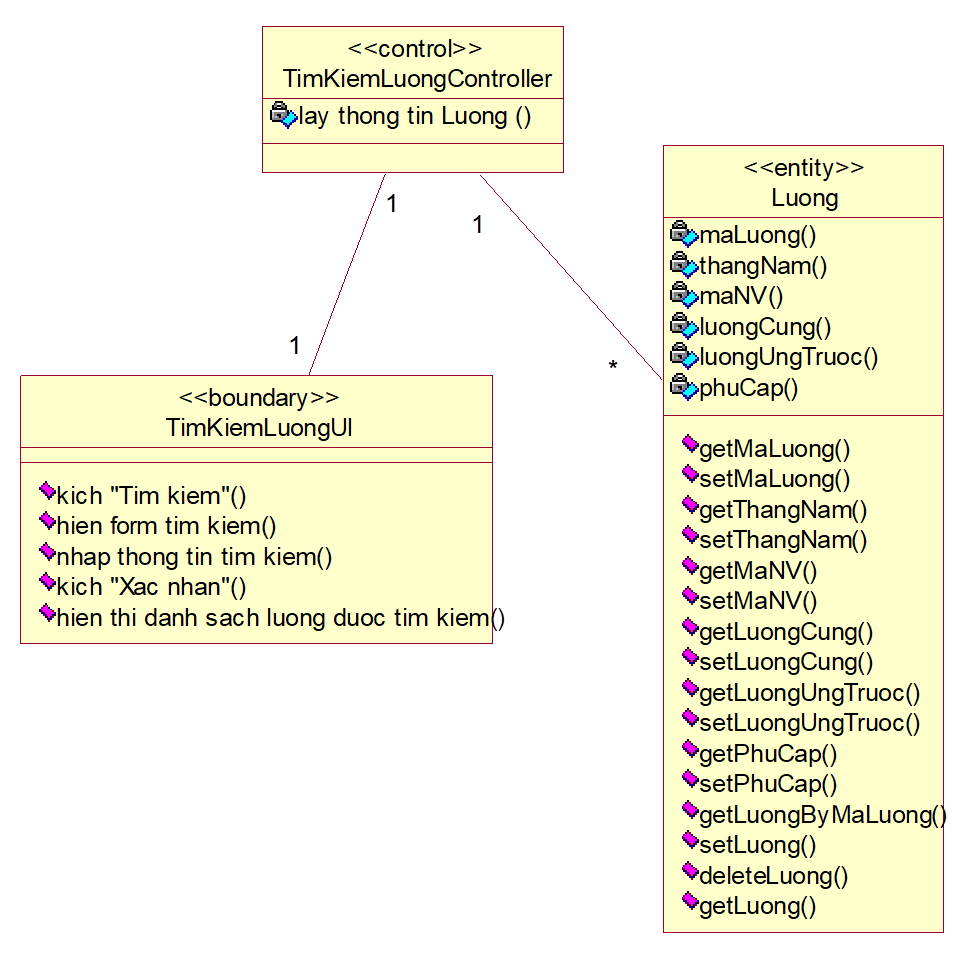 <<control>>
TimKiemLuongController
lay thong tin Luong ()
1
1
1
*
<<boundary>>
TimKiemLuongUI
kich "Tim kiem"()
hien form tim kiem()
nhap thong tin tim kiem()
kich "Xac nhan"()
hien thi danh sach luong duoc tim kiem()
<<entity>>
Luong
maLuong()
thangNam()
maNV()
luongCung()
luongUngTruoc()
phuCap()
getMaLuong()
setMaLuong()
getThangNam()
setThangNam()
getMaNV()
setMaNV()
getLuongCung()
setLuongCung()
getLuongUngTruoc()
setLuongUngTruoc()
getPhuCap()
setPhuCap()
getLuongByMaLuong()
setLuong()
deleteLuong()
getLuong()